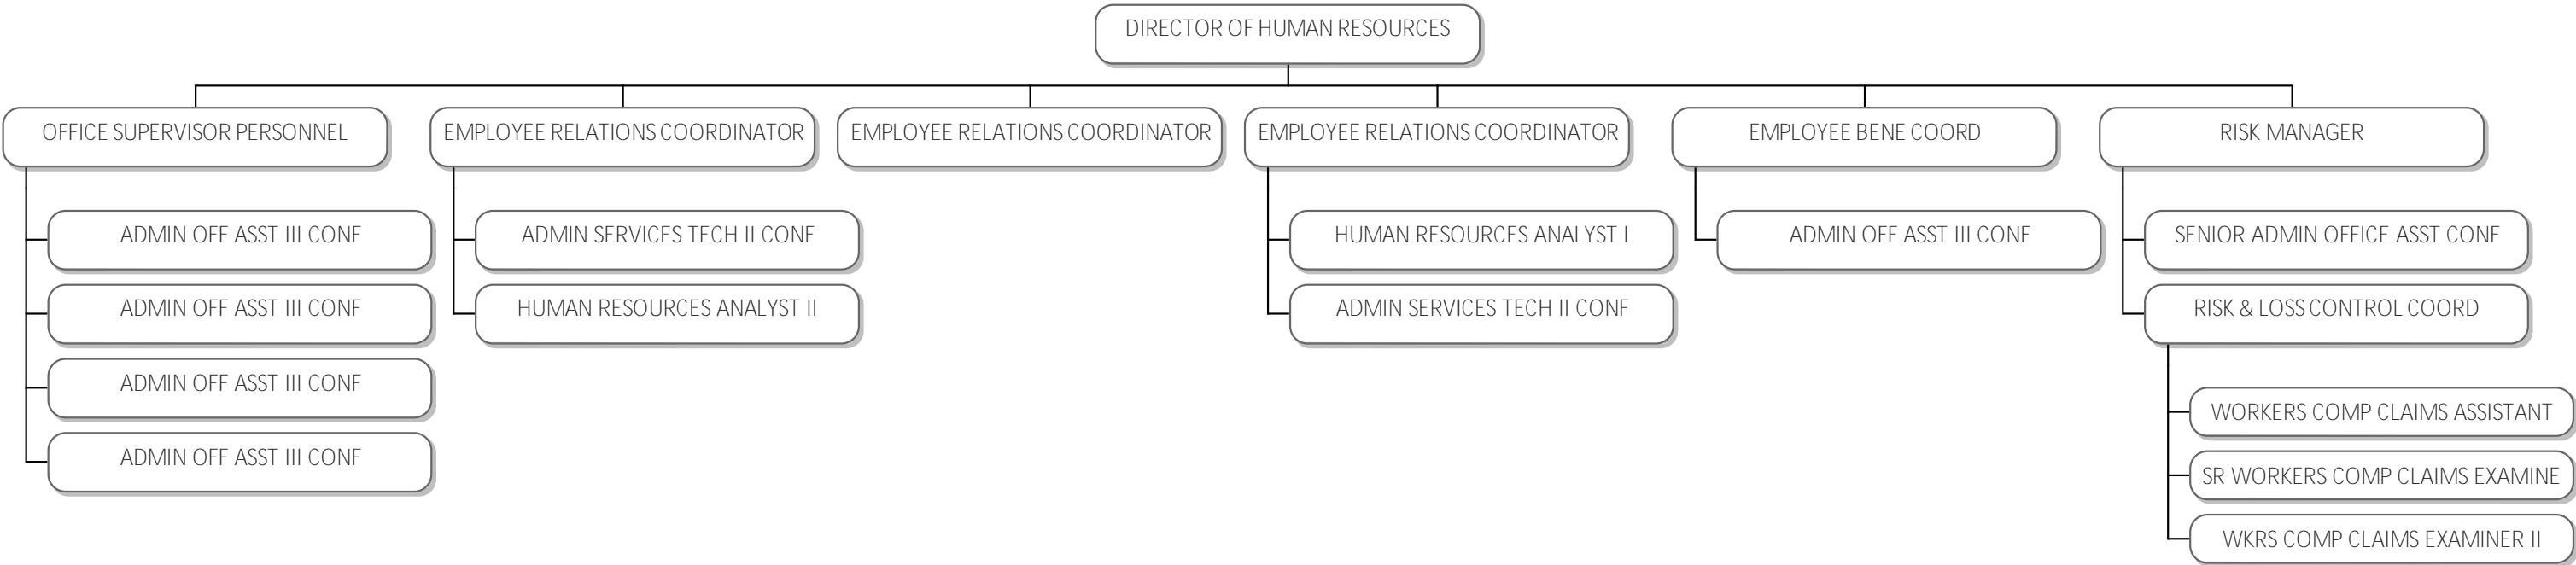 DIRECTOR OF HUMAN RESOURCES
OFFICE SUPERVISOR PERSONNEL
ADMIN OFF ASST III CONF
ADMIN OFF ASST III CONF
ADMIN OFF ASST III CONF
ADMIN OFF ASST III CONF
EMPLOYEE RELATIONS COORDINATOR
ADMIN SERVICES TECH II CONF
HUMAN RESOURCES ANALYST II
EMPLOYEE RELATIONS COORDINATOR
EMPLOYEE RELATIONS COORDINATOR
HUMAN RESOURCES ANALYST I
ADMIN SERVICES TECH II CONF
EMPLOYEE BENE COORD
ADMIN OFF ASST III CONF
RISK MANAGER
SENIOR ADMIN OFFICE ASST CONF
RISK & LOSS CONTROL COORD
WORKERS COMP CLAIMS ASSISTANT
SR WORKERS COMP CLAIMS EXAMINE
WKRS COMP CLAIMS EXAMINER II